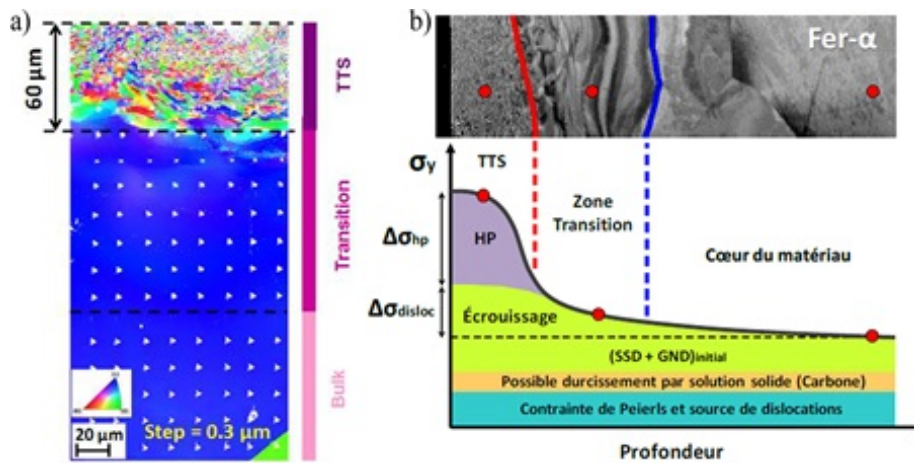 a)
60 µm
TTS
Transition
Bulk
Step = 0.3 µm
20 µm
b)
Fer-α
σy
TTS
Zone
Transition
Δσhp
HP
Cœur du matériau
Δσdisloc
Écrouissage
(SSD + GND)initial
Possible durcissement par solution solide (Carbone)
Contrainte de Peierls et source de dislocations
Profondeur